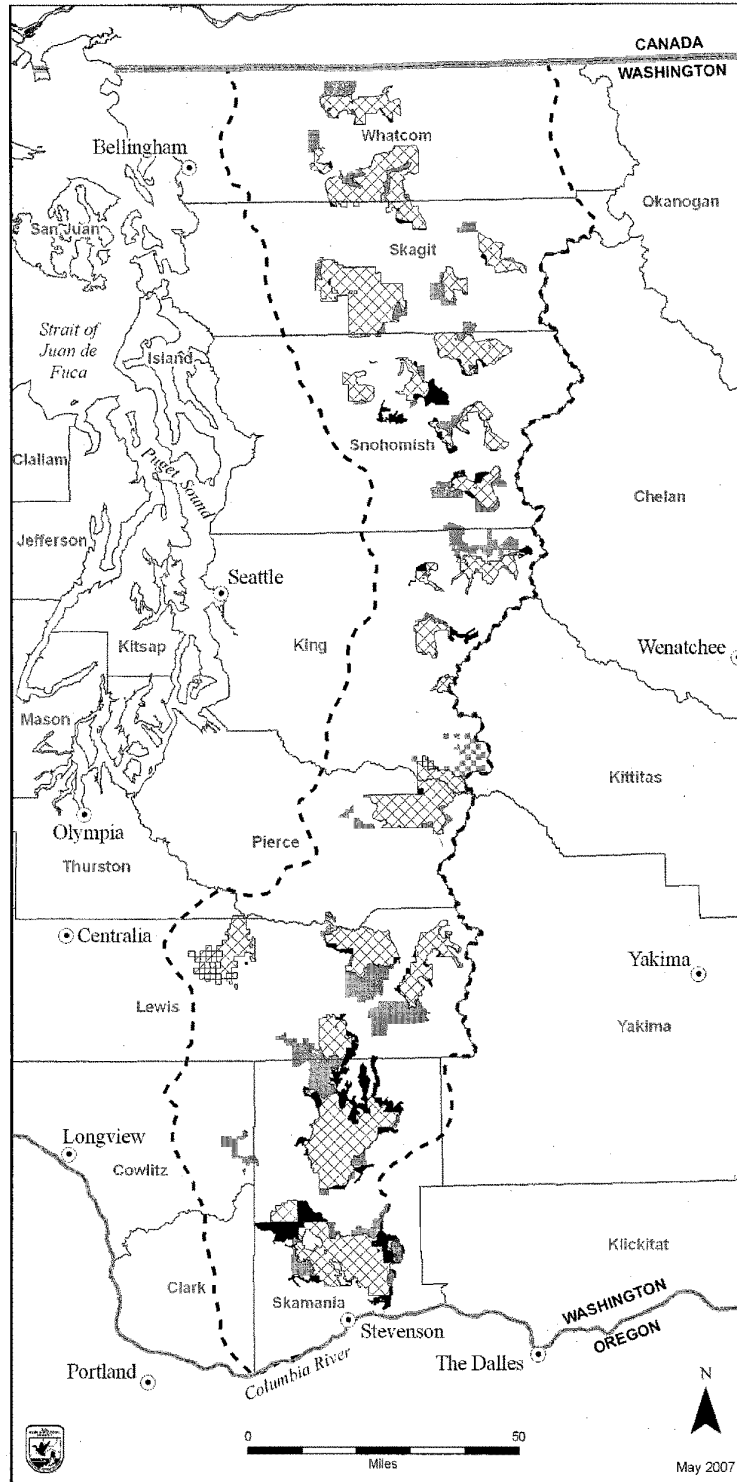 CANADA
WASHINGTON
Whatcom
Bellingham
Okanogan
San Juan
Skagit
Strait of
Juan de
Fuca
Island
Snohomish
Clallam
Puget Sound
Chelan
Jefferson
Seattle
Kitsap
King
Wenatchee
Mason
Kittitas
Olympia
Pierce
Thurston
Centralia
Yakima
Lewis
Yakima
Longview
Cowlitz
Klickitat
Clark
Skamania
WASHINGTON
OREGON
Stevenson
The Dalles
Portland
Columbia River
N
0 50
Miles
May 2007